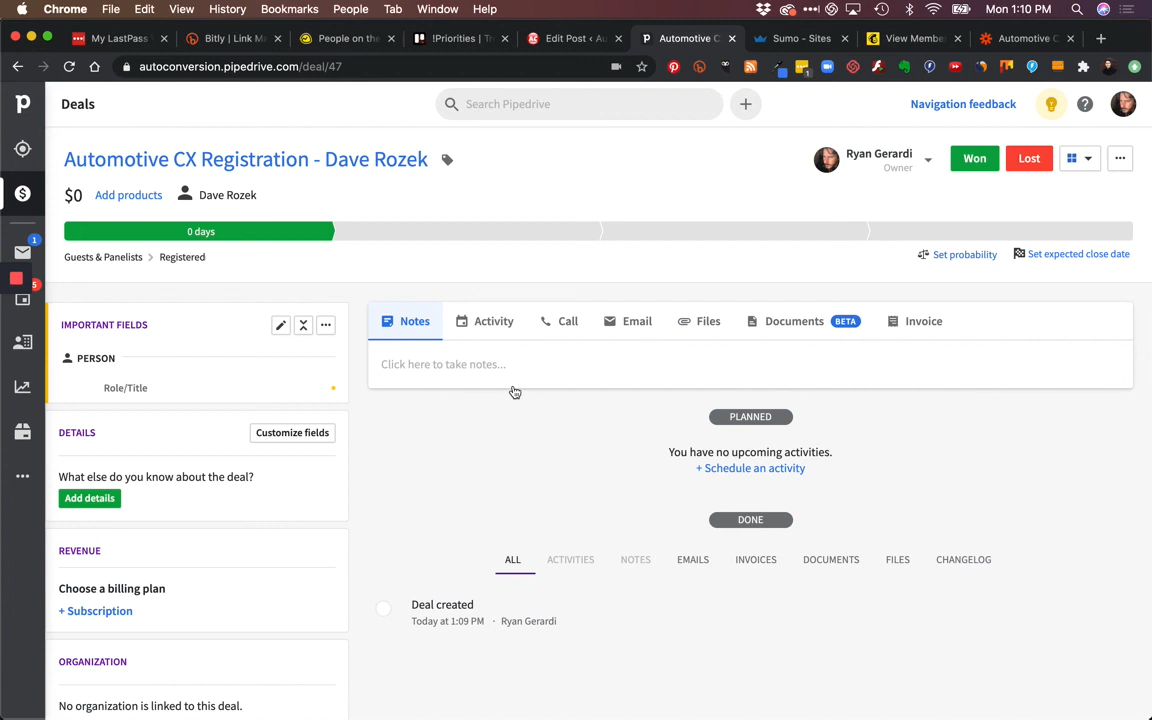 Chrome File Edit View History Bookmarks People Tab Window Help Mon 1:10 PM
My LastPass Bitly | Link M People on the !Priorities | Tr Edit Post ‹ Au Automotive C Sumo - Sites View Membe Automotive C
autoconversion.pipedrive.com/deal/47
Deals
Search Pipedrive
Navigation feedback
Automotive CX Registration - Dave Rozek
Ryan Gerardi
Owner
Won
Lost
$0 Add products Dave Rozek
0 days
Guests & Panelists Registered
Set probability
Set expected close date
1
5
IMPORTANT FIELDS
PERSON
Role/Title
DETAILS
Customize fields
What else do you know about the deal?
Add details
REVENUE
Choose a billing plan
+ Subscription
ORGANIZATION
No organization is linked to this deal.
Notes Activity Call Email Files Documents BETA Invoice
Click here to take notes...
PLANNED
You have no upcoming activities.
+ Schedule an activity
DONE
ALL ACTIVITIES NOTES EMAILS INVOICES DOCUMENTS FILES CHANGELOG
Deal created
Today at 1:09 PM · Ryan Gerardi